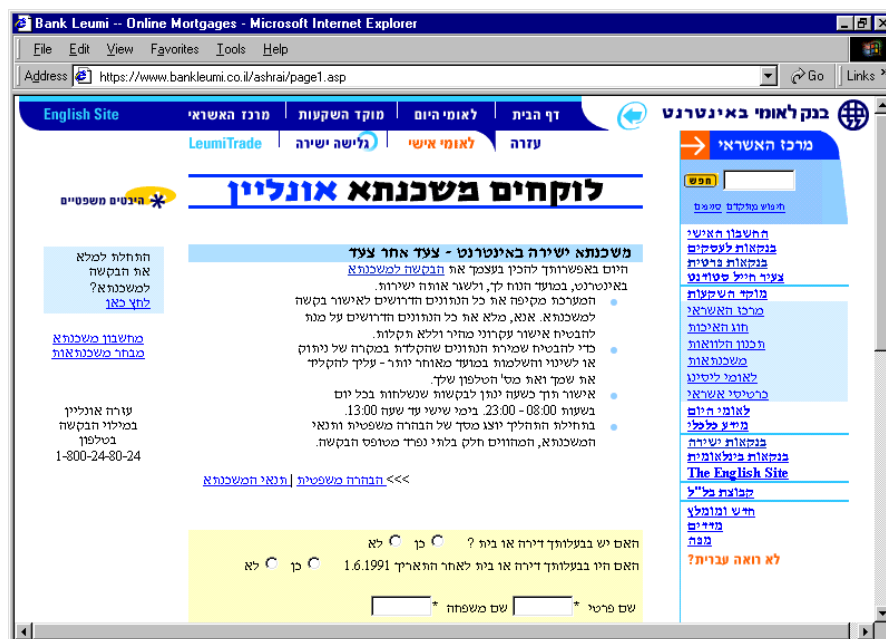 Bank Leumi -- Online Mortgages - Microsoft Internet Explorer
File Edit View Favorites Tools Help
Address https://www.bankleumi.co.il/ashrai/page1.asp Go Links
בנק לאומי באינטרנט
דף הבית | לאומי היום | מוקד השקעות | מרכז האשראי
English Site
עזרה לאומי אישי גלישה ישירה LeumiTrade
מרכז האשראי
חפש
חיפוש מתקדם סניפים
החשבון האישי
בנקאות לעסקים
בנקאות פרטית
צעיר חייל סטודנט
מוקד השקעות
מרכז האשראי
חוג האיכות
תכנון הלוואות
משכנתאות
לאומי ליסינג
כרטיסי אשראי
לאומי היום
מידע כלכלי
בנקאות ישירה
בנקאות בינלאומית
The English Site
קבוצת בל"ל
חדש ומומלץ
מדדים
מפה
לא רואה עברית?
לוקחים משכנתא אונליין
משכנתא ישירה באינטרנט - צעד אחר צעד
היום באפשרותך להכין בעצמך את הבקשה למשכנתא
באינטרנט, במועד הנוח לך, ולשגר אותה ישירות.
המערכת מקיפה את כל הנתונים הדרושים לאישור בקשה
למשכנתא. אנא, מלא את כל הנתונים הדרושים על מנת
להבטיח אישור עקרוני מהיר וללא תקלות.
כדי להבטיח שמירת הנתונים שהקלדת במקרה של ניתוק
או לשינוי והשלמות במועד מאוחר יותר - עליך להקליד
את שמך ואת מס' הטלפון שלך.
אישור תוך כשעה ינתן לבקשות שנשלחות בכל יום
בשעות 08:00 - 23:00. בימי שישי עד שעה 13:00.
בתחילת התהליך יוצג מסך של הבהרה משפטית ותנאי
המשכנתא, המהווים חלק בלתי נפרד מטופס הבקשה.
>>> הבהרה משפטית | תנאי המשכנתא
האם יש בבעלותך דירה או בית ? כן לא
האם היו בבעלותך דירה או בית לאחר התאריך 1.6.1991 כן לא
שם פרטי * שם משפחה *
היבטים משפטיים
התחלת למלא
את הבקשה
למשכנתא?
לחץ כאן
מחשבון משכנתא
מבחר משכנתאות
עזרה אונליין
במילוי הבקשה
בטלפון
1-800-24-80-24